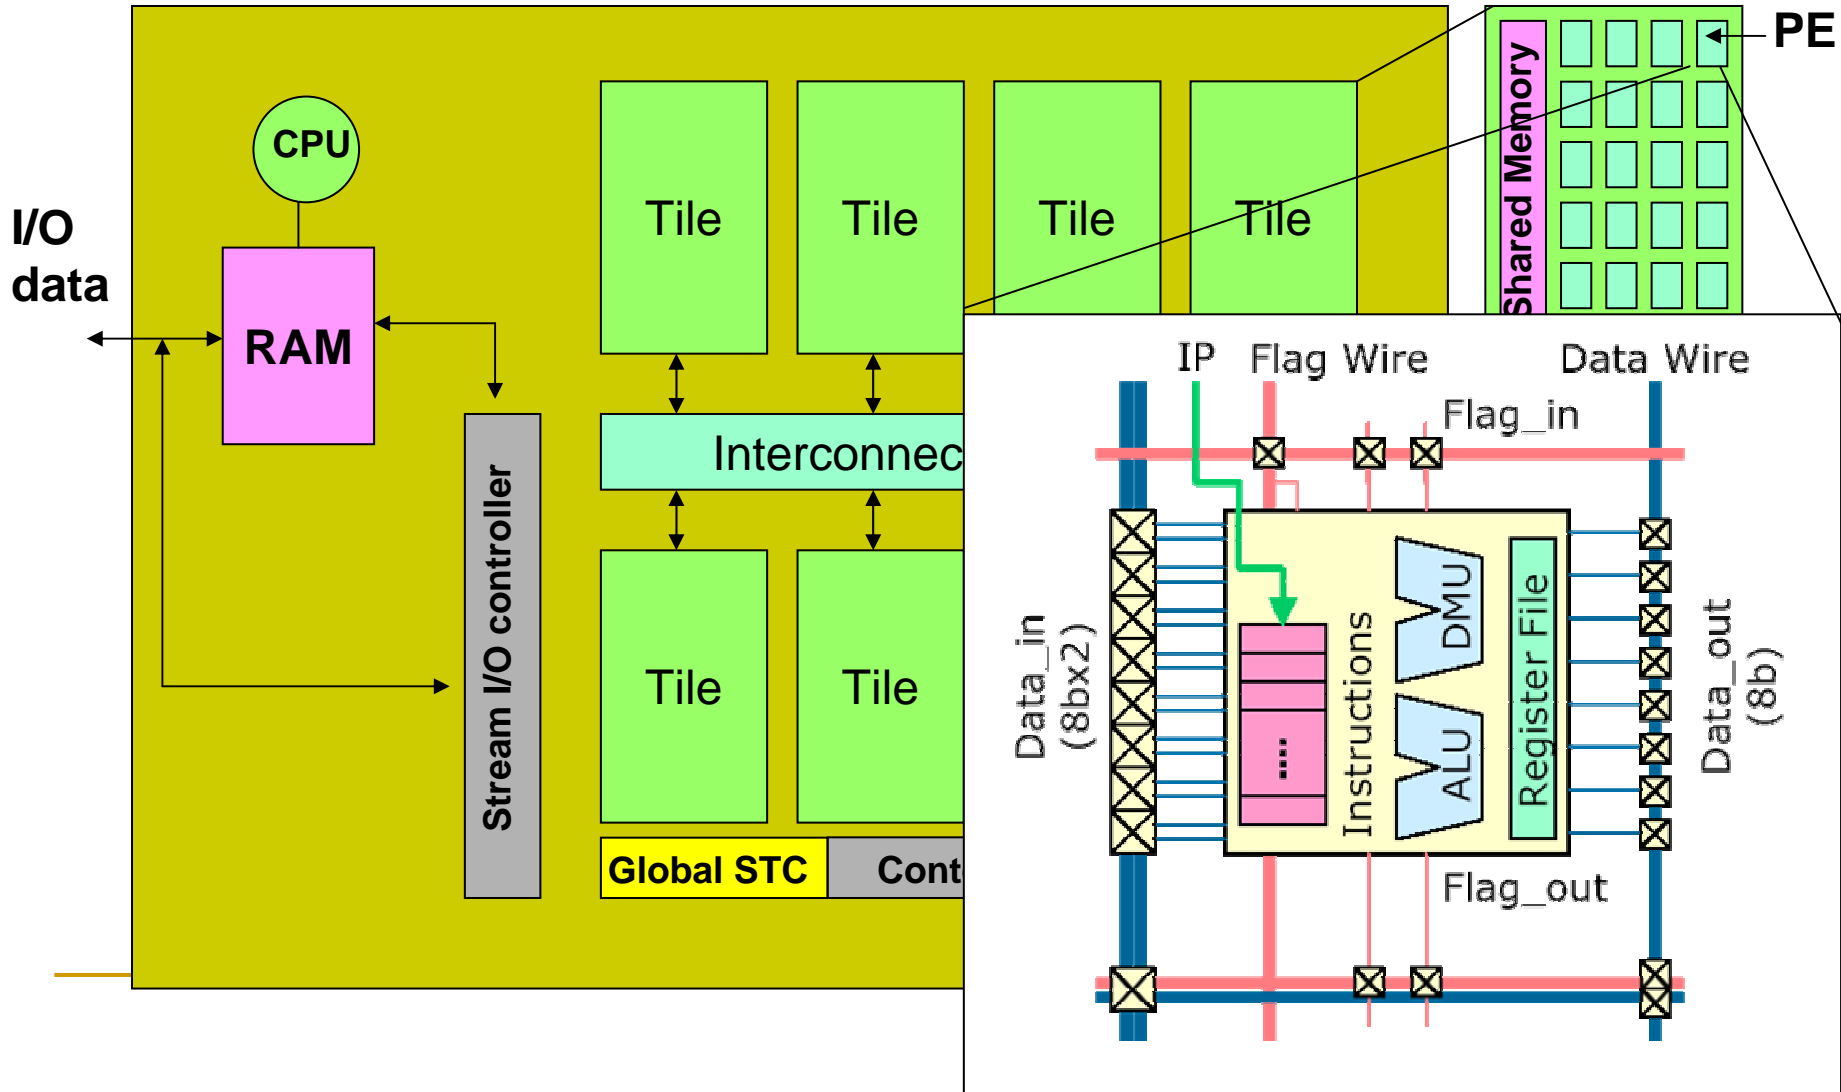 PE
CPU
I/O
data
RAM
Stream I/O controller
Tile
Tile
Tile
Tile
Shared Memory
Interconnec
Tile
Tile
Global STC
Cont
IP
Flag Wire
Data Wire
Flag_in
Data_in
(8bx2)
....
Instructions
DMU
ALU
Register File
Data_out
(8b)
Flag_out